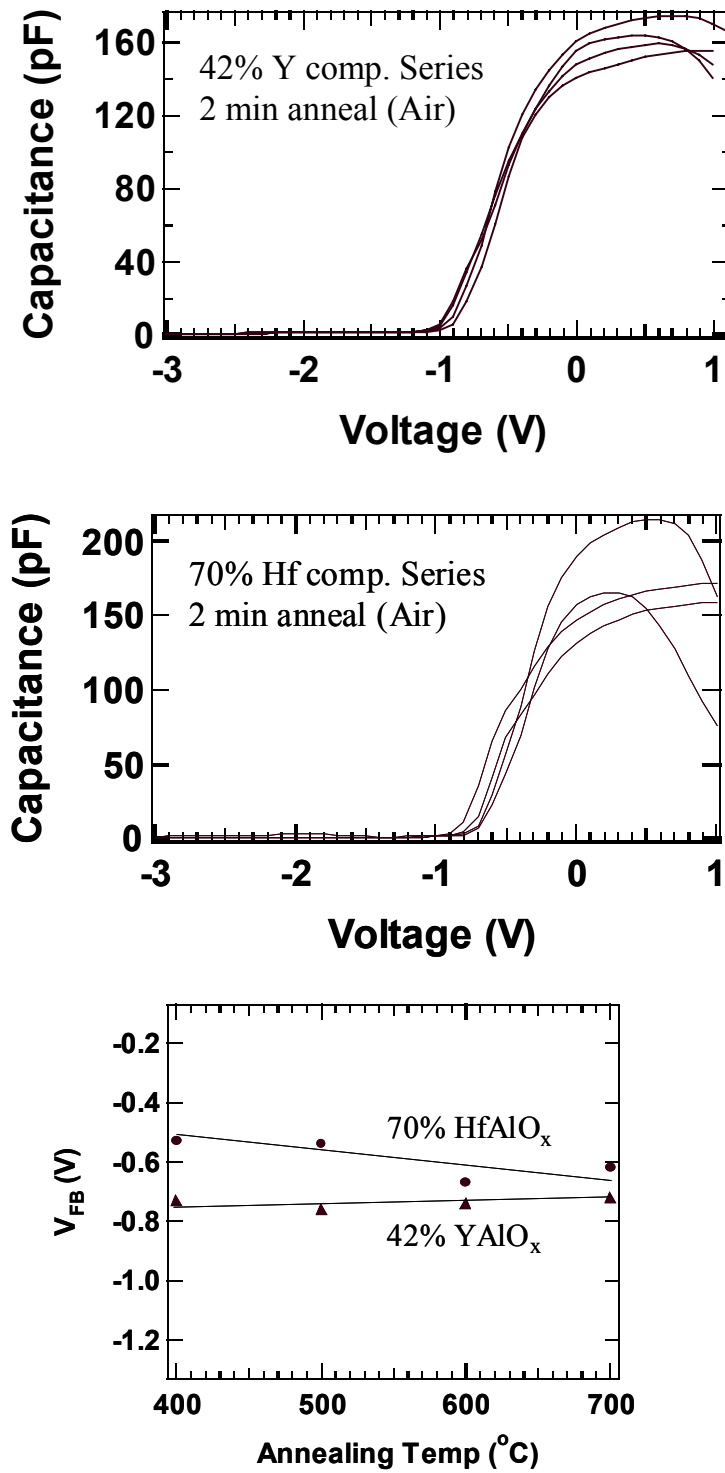 Capacitance (pF)
160
120
80
40
0
42% Y comp. Series
2 min anneal (Air)
-3
-2
-1
0
1
Voltage (V)
Capacitance (pF)
200
150
100
50
0
70% Hf comp. Series
2 min anneal (Air)
-3
-2
-1
0
1
Voltage (V)
V_FB (V)
-0.2
-0.4
-0.6
-0.8
-1.0
-1.2
70% HfAlOₓ
42% YAlOₓ
400
500
600
700
Annealing Temp (°C)